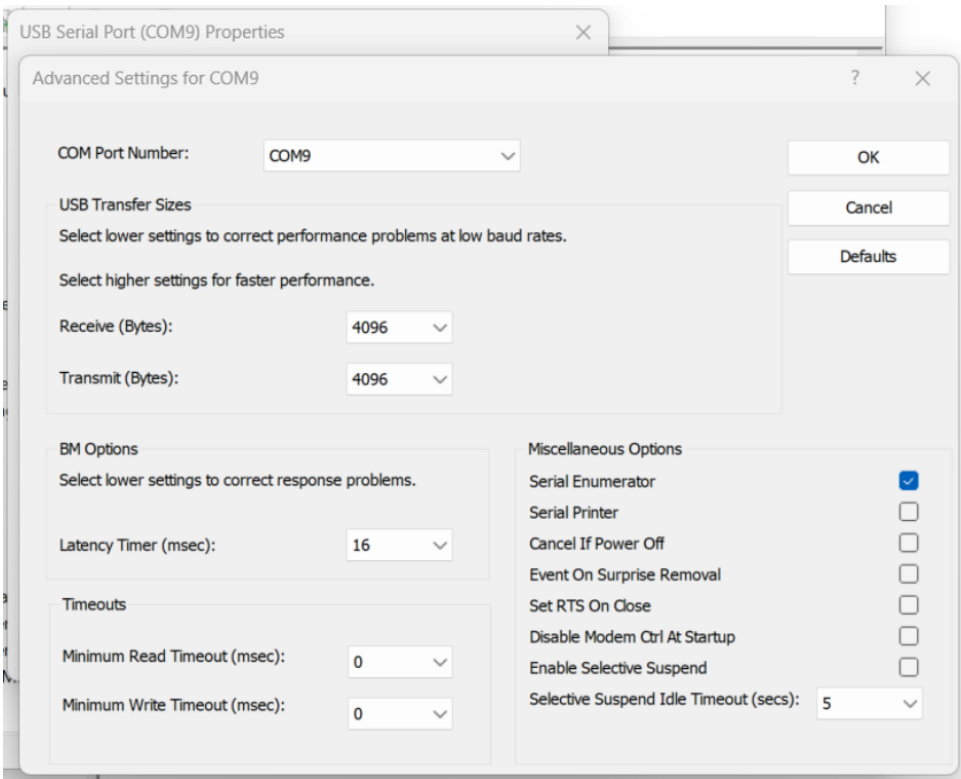 USB Serial Port (COM9) Properties
Advanced Settings for COM9
?
COM Port Number:
COM9
OK
USB Transfer Sizes
Cancel
Select lower settings to correct performance problems at low baud rates.
Defaults
Select higher settings for faster performance.
Receive (Bytes):
4096
Transmit (Bytes):
4096
BM Options
Select lower settings to correct response problems.
Latency Timer (msec):
16
Timeouts
Minimum Read Timeout (msec):
0
Minimum Write Timeout (msec):
0
Miscellaneous Options
Serial Enumerator
Serial Printer
Cancel If Power Off
Event On Surprise Removal
Set RTS On Close
Disable Modem Ctrl At Startup
Enable Selective Suspend
Selective Suspend Idle Timeout (secs):
5